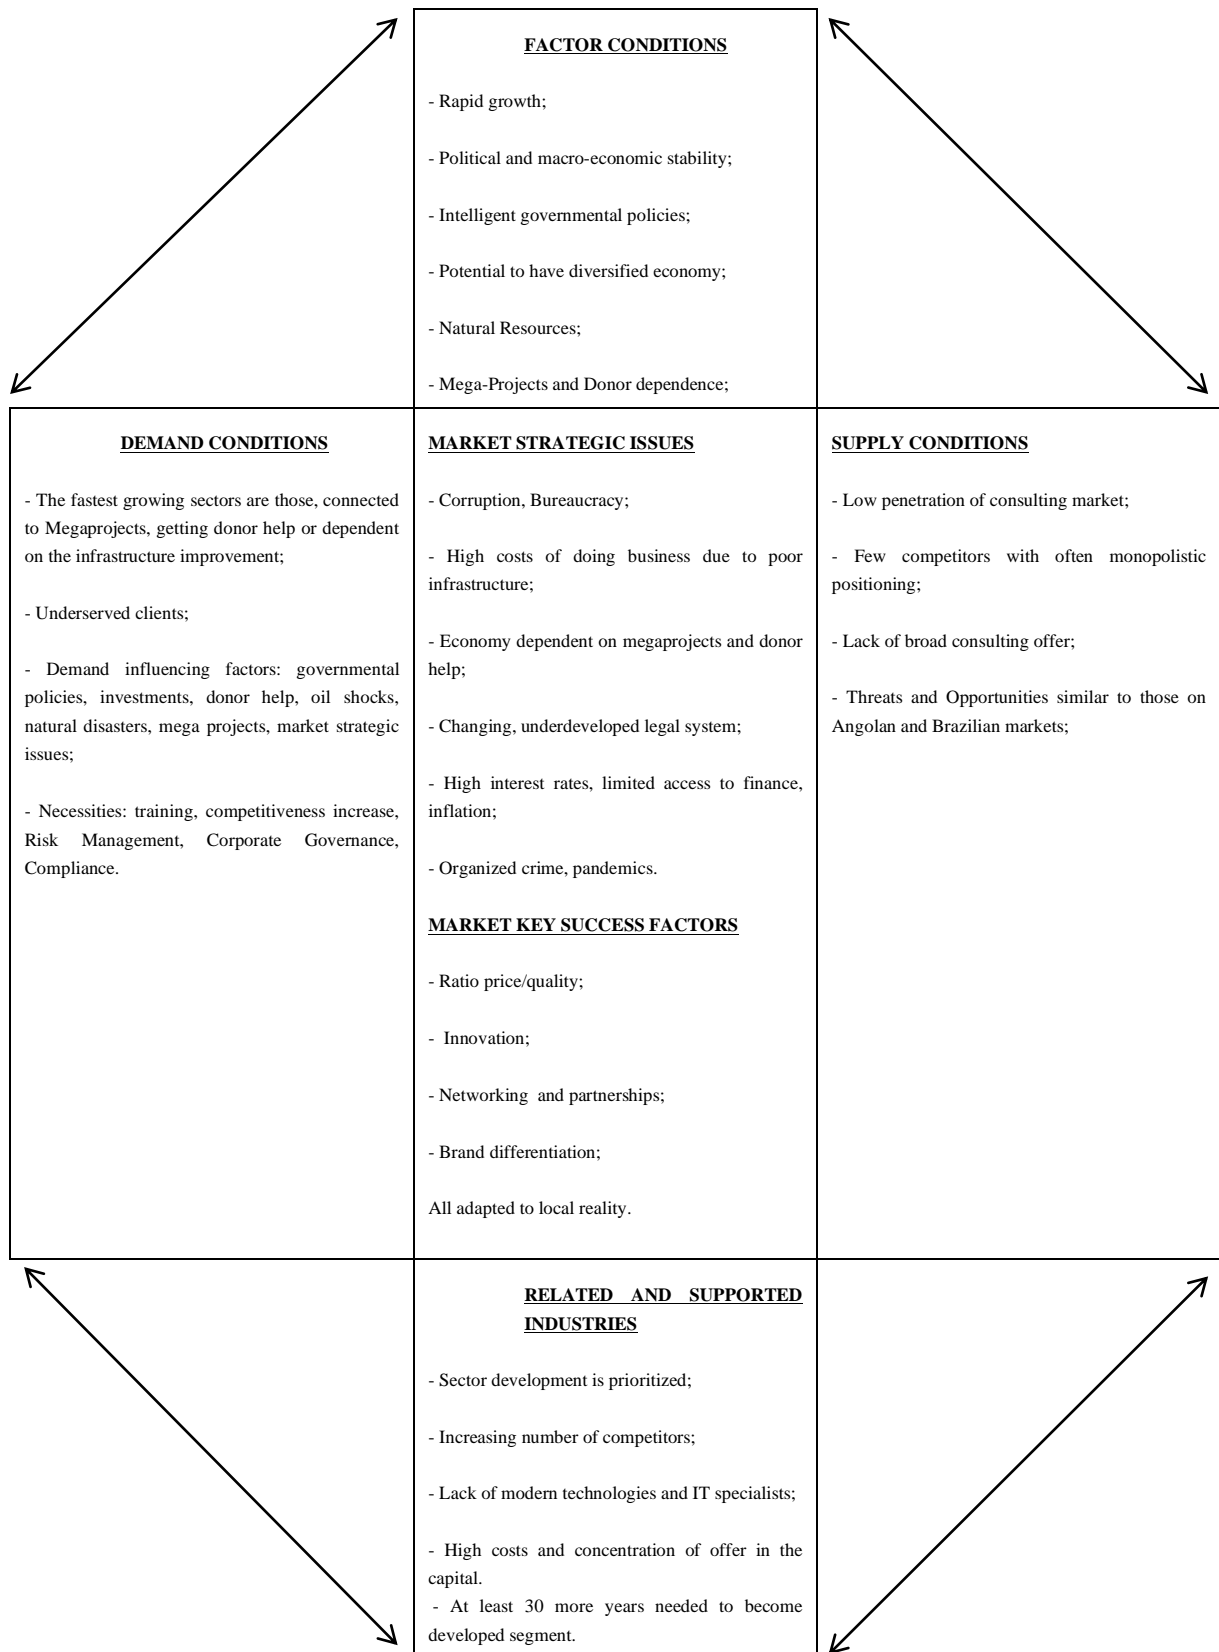 FACTOR CONDITIONS
- Rapid growth;
- Political and macro-economic stability;
- Intelligent governmental policies;
- Potential to have diversified economy;
- Natural Resources;
- Mega-Projects and Donor dependence;
DEMAND CONDITIONS
- The fastest growing sectors are those, connected
to Megaprojects, getting donor help or dependent
on the infrastructure improvement;
- Underserved clients;
- Demand influencing factors: governmental
policies, investments, donor help, oil shocks,
natural disasters, mega projects, market strategic
issues;
- Necessities: training, competitiveness increase,
Risk Management, Corporate Governance,
Compliance.
MARKET STRATEGIC ISSUES
- Corruption, Bureaucracy;
- High costs of doing business due to poor
infrastructure;
- Economy dependent on megaprojects and donor
help;
- Changing, underdeveloped legal system;
- High interest rates, limited access to finance,
inflation;
- Organized crime, pandemics.
MARKET KEY SUCCESS FACTORS
- Ratio price/quality;
- Innovation;
- Networking and partnerships;
- Brand differentiation;
All adapted to local reality.
SUPPLY CONDITIONS
- Low penetration of consulting market;
- Few competitors with often monopolistic
positioning;
- Lack of broad consulting offer;
- Threats and Opportunities similar to those on
Angolan and Brazilian markets;
RELATED AND SUPPORTED
INDUSTRIES
- Sector development is prioritized;
- Increasing number of competitors;
- Lack of modern technologies and IT specialists;
- High costs and concentration of offer in the
capital.
- At least 30 more years needed to become
developed segment.